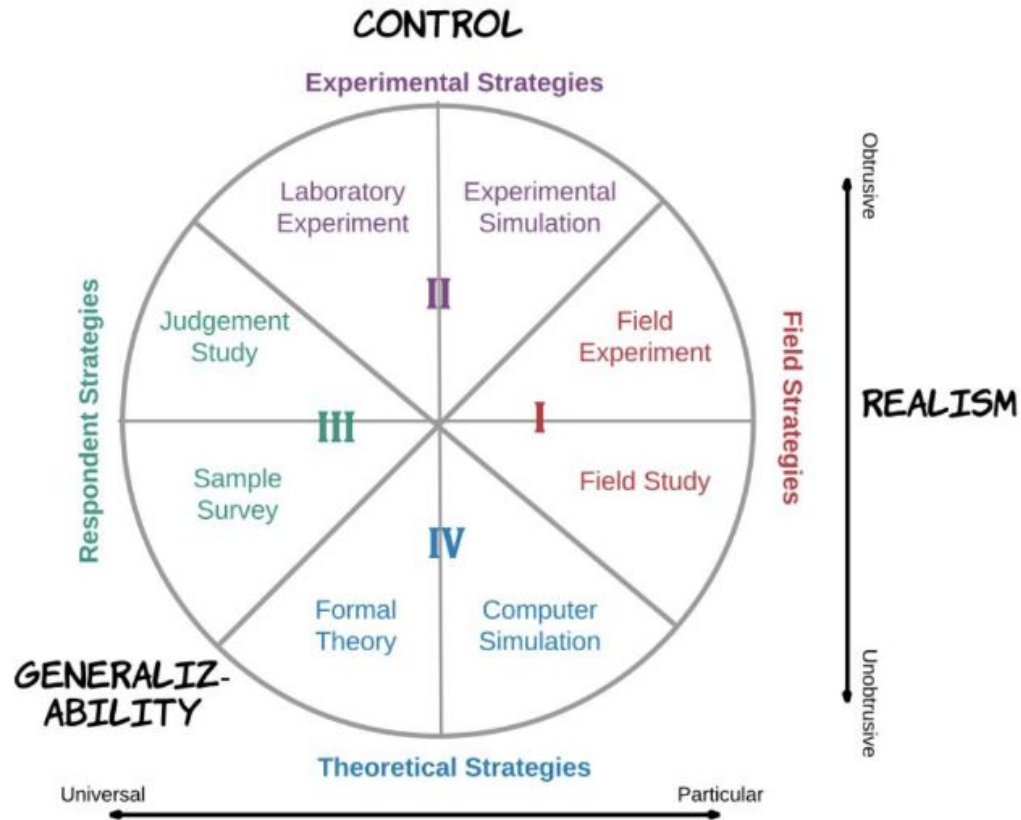 CONTROL
Experimental Strategies
Obtrusive
Laboratory
Experiment
Experimental
Simulation
II
Judgement
Study
Field
Experiment
Respondent Strategies
Field Strategies
REALISM
III
I
Sample
Survey
Field Study
IV
Formal
Theory
Computer
Simulation
GENERALIZ-
ABILITY
Unobtrusive
Theoretical Strategies
Universal
Particular